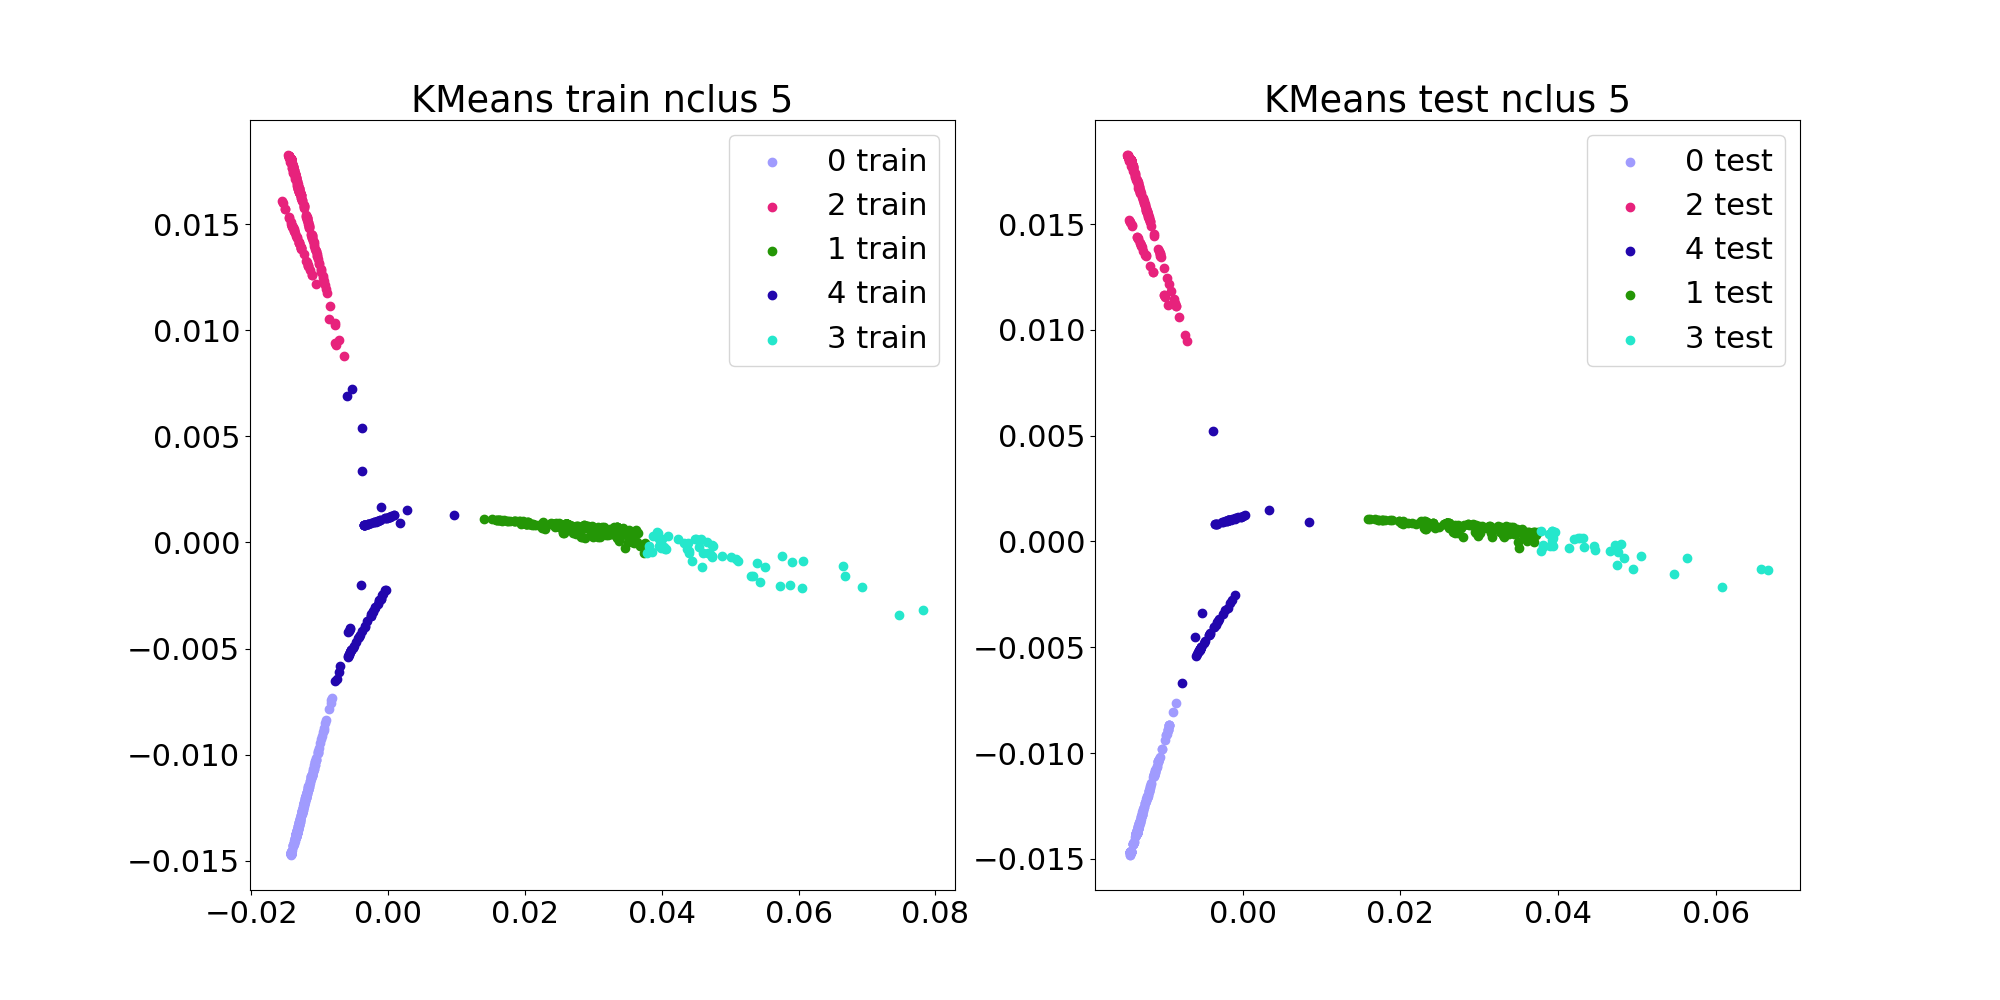 KMeans train nclus 5
0 train
2 train
1 train
4 train
3 train
0.015
0.010
0.005
0.000
−0.005
−0.010
−0.015
−0.02 0.00 0.02 0.04 0.06 0.08
KMeans test nclus 5
0 test
2 test
4 test
1 test
3 test
0.015
0.010
0.005
0.000
−0.005
−0.010
−0.015
0.00 0.02 0.04 0.06